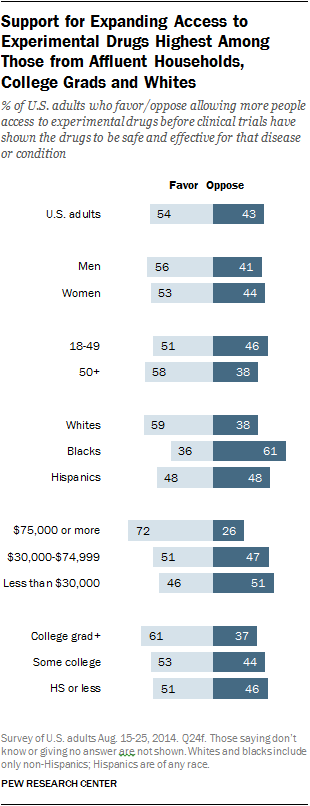 Support for Expanding Access to
Experimental Drugs Highest Among
Those from Affluent Households,
College Grads and Whites
% of U.S. adults who favor/oppose allowing more people
access to experimental drugs before clinical trials have
shown the drugs to be safe and effective for that disease
or condition
Favor Oppose
U.S. adults 54 43
Men 56 41
Women 53 44
18-49 51 46
50+ 58 38
Whites 59 38
Blacks 36 61
Hispanics 48 48
$75,000 or more 72 26
$30,000-$74,999 51 47
Less than $30,000 46 51
College grad+ 61 37
Some college 53 44
HS or less 51 46
Survey of U.S. adults Aug. 15-25, 2014. Q24f. Those saying don't
know or giving no answer are not shown. Whites and blacks include
only non-Hispanics; Hispanics are of any race.
PEW RESEARCH CENTER